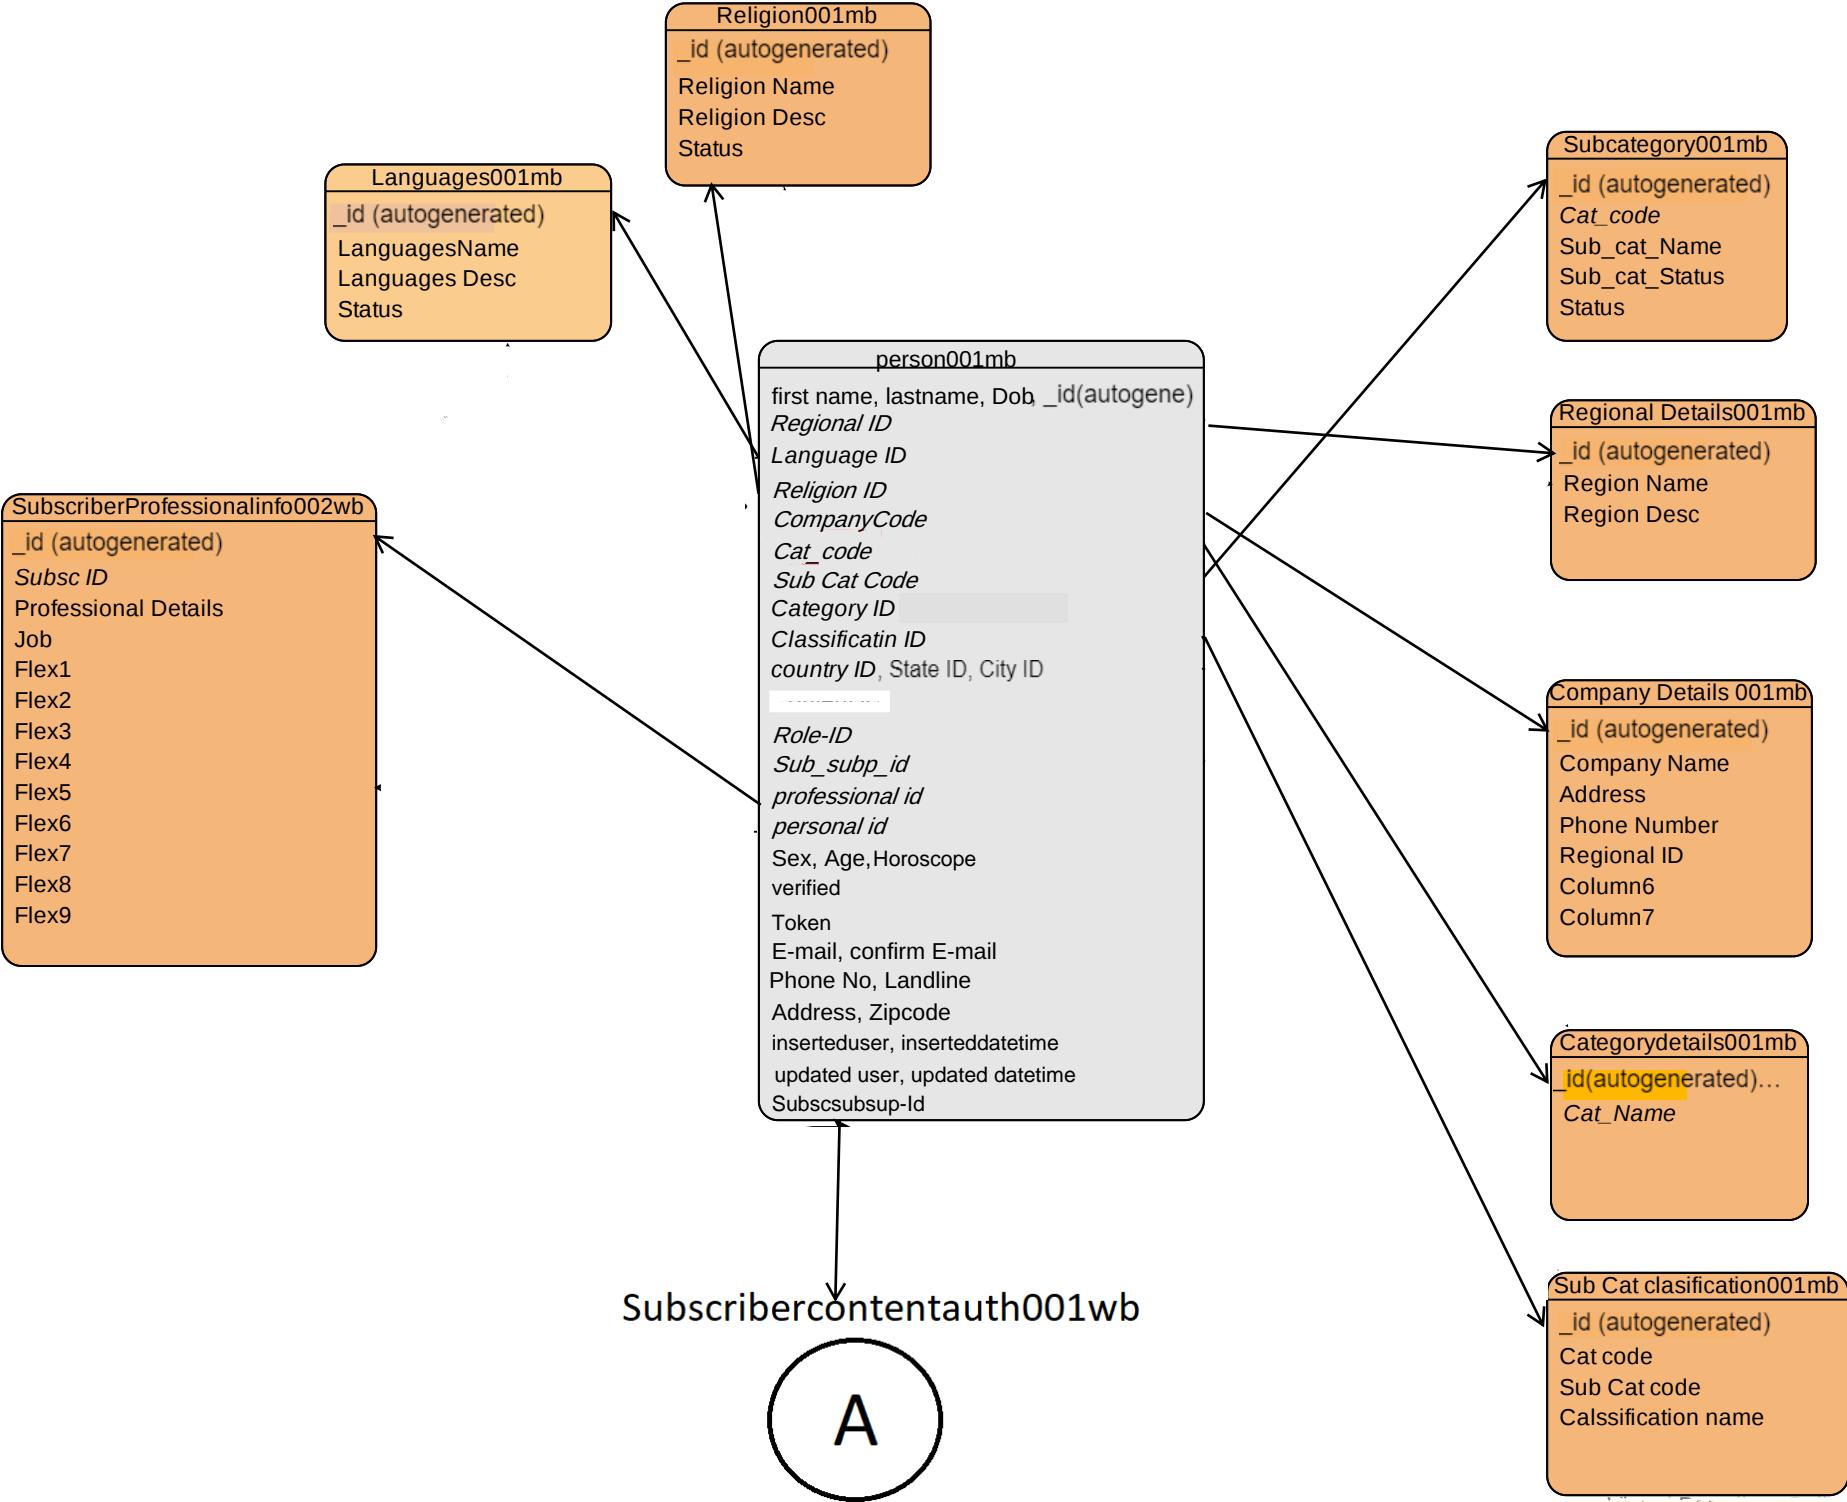 Religion001mb
_id (autogenerated)
Religion Name
Religion Desc
Status
Languages001mb
_id (autogenerated)
LanguagesName
Languages Desc
Status
Subcategory001mb
_id (autogenerated)
Cat_code
Sub_cat_Name
Sub_cat_Status
Status
person001mb
first name, lastname, Dob, _id(autogene)
Regional ID
Language ID
Religion ID
CompanyCode
Cat_code
Sub Cat Code
Category ID
Classificatin ID
country ID, State ID, City ID
Role-ID
Sub_subp_id
professional id
personal id
Sex, Age,Horoscope
verified
Token
E-mail, confirm E-mail
Phone No, Landline
Address, Zipcode
inserteduser, inserteddatetime
updated user, updated datetime
Subscsubsup-Id
Regional Details001mb
_id (autogenerated)
Region Name
Region Desc
SubscriberProfessionalinfo002wb
_id (autogenerated)
Subsc ID
Professional Details
Job
Flex1
Flex2
Flex3
Flex4
Flex5
Flex6
Flex7
Flex8
Flex9
Company Details 001mb
_id (autogenerated)
Company Name
Address
Phone Number
Regional ID
Column6
Column7
Categorydetails001mb
_id(autogenerated)...
Cat_Name
Sub Cat clasification001mb
_id (autogenerated)
Cat code
Sub Cat code
Calssification name
Subscribercontentauth001wb
A